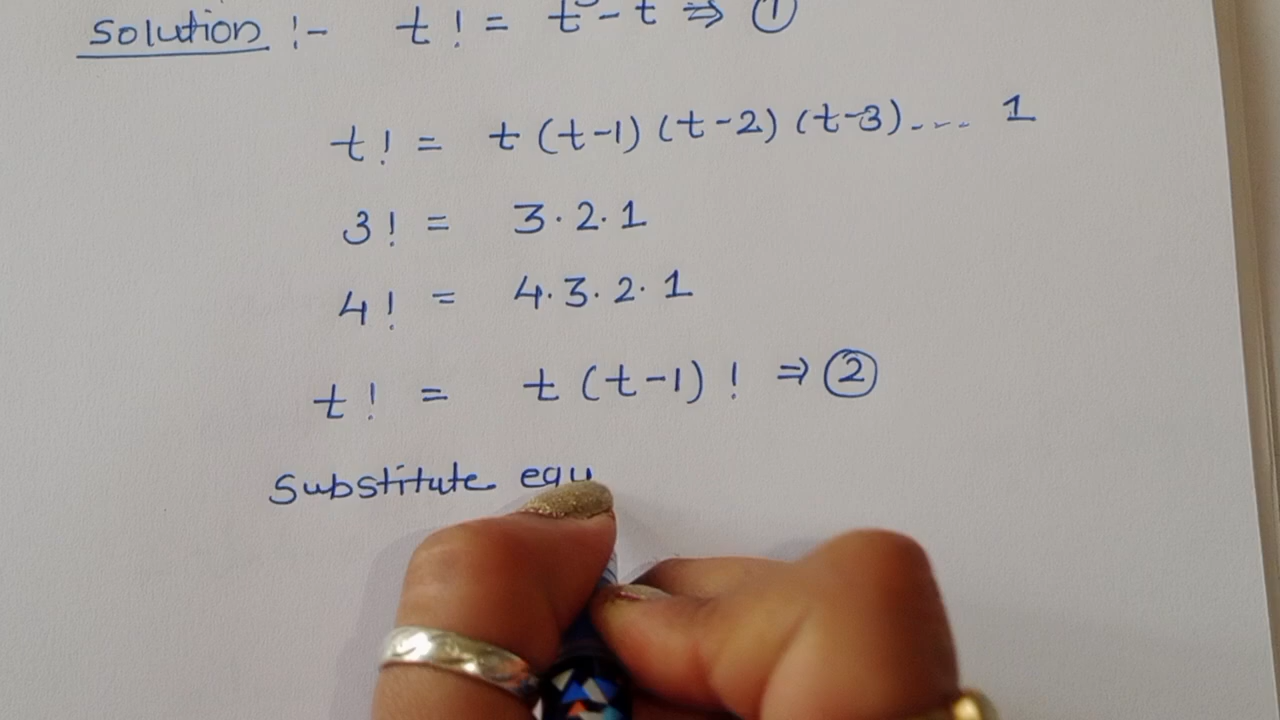 Solution :- t! = t³-t ⇒ ①
t! = t(t-1)(t-2)(t-3)---- 1
3! = 3·2·1
4! = 4·3·2·1
t! = t(t-1)! ⇒ ②
Substitute equ